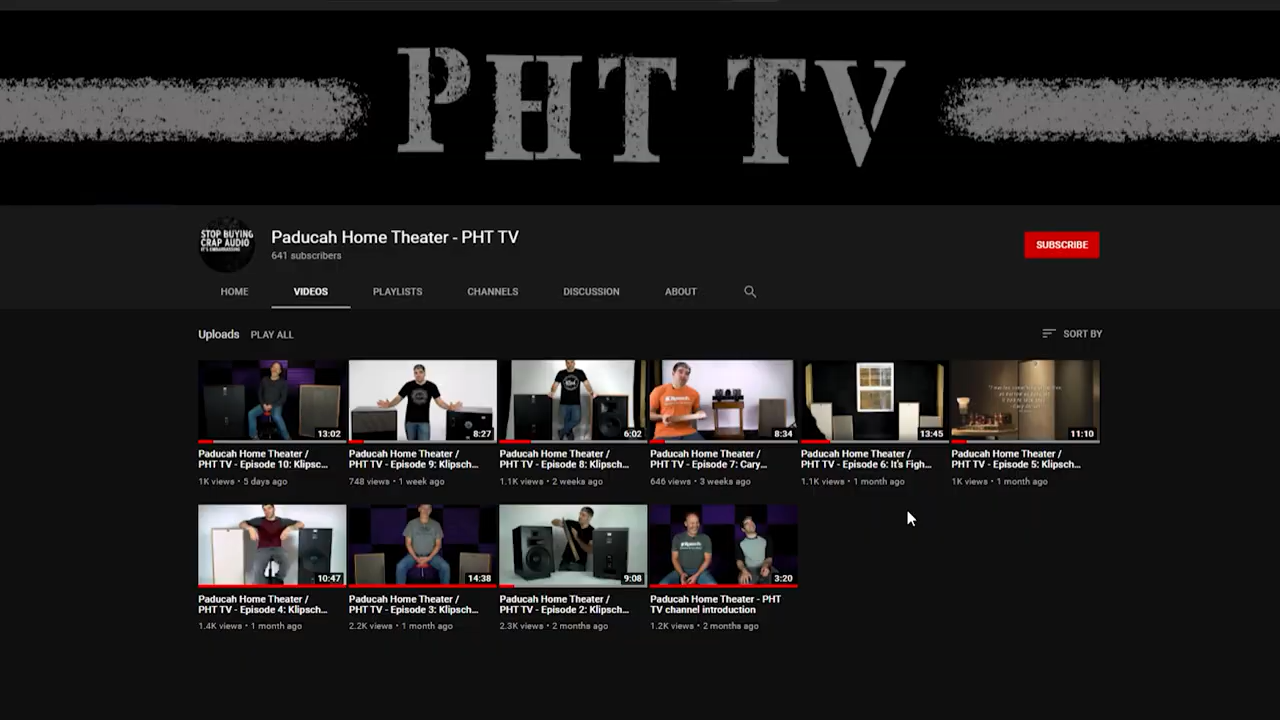 PHT TV
STOP BUYING
CRAP AUDIO
IT'S EMBARRASSING
Paducah Home Theater - PHT TV
641 subscribers
SUBSCRIBE
HOME
VIDEOS
PLAYLISTS
CHANNELS
DISCUSSION
ABOUT
Uploads
PLAY ALL
SORT BY
13:02
8:27
6:02
8:34
13:45
11:10
Paducah Home Theater /
PHT TV - Episode 10: Klipsc...
1K views • 5 days ago
Paducah Home Theater /
PHT TV - Episode 9: Klipsch...
748 views • 1 week ago
Paducah Home Theater /
PHT TV - Episode 8: Klipsch...
1.1K views • 2 weeks ago
Paducah Home Theater /
PHT TV - Episode 7: Cary...
646 views • 3 weeks ago
Paducah Home Theater /
PHT TV - Episode 6: It's Figh...
1.1K views • 1 month ago
Paducah Home Theater /
PHT TV - Episode 5: Klipsch...
1K views • 1 month ago
10:47
14:38
9:08
3:20
Paducah Home Theater /
PHT TV - Episode 4: Klipsch...
1.4K views • 1 month ago
Paducah Home Theater /
PHT TV - Episode 3: Klipsch...
2.2K views • 1 month ago
Paducah Home Theater /
PHT TV - Episode 2: Klipsch...
2.3K views • 2 months ago
Paducah Home Theater - PHT
TV channel introduction
1.2K views • 2 months ago